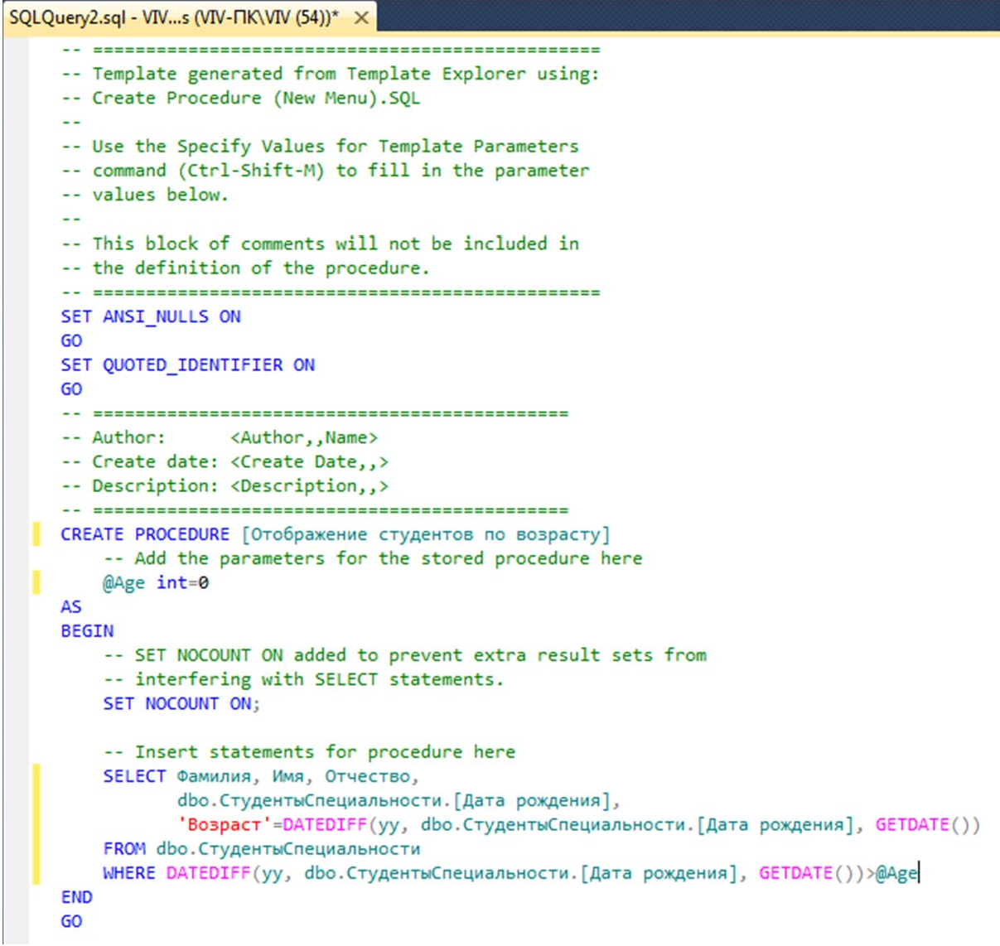 SQLQuery2.sql - VIV...s (VIV-ПК\VIV (54))* ×
-- ================================================
-- Template generated from Template Explorer using:
-- Create Procedure (New Menu).SQL
--
-- Use the Specify Values for Template Parameters
-- command (Ctrl-Shift-M) to fill in the parameter
-- values below.
--
-- This block of comments will not be included in
-- the definition of the procedure.
-- ================================================
SET ANSI_NULLS ON
GO
SET QUOTED_IDENTIFIER ON
GO
-- =============================================
-- Author:      <Author,,Name>
-- Create date: <Create Date,,>
-- Description: <Description,,>
-- =============================================
CREATE PROCEDURE [Отображение студентов по возрасту]
    -- Add the parameters for the stored procedure here
    @Age int=0
AS
BEGIN
    -- SET NOCOUNT ON added to prevent extra result sets from
    -- interfering with SELECT statements.
    SET NOCOUNT ON;
    -- Insert statements for procedure here
    SELECT Фамилия, Имя, Отчество,
           dbo.СтудентыСпециальности.[Дата рождения],
           'Возраст'=DATEDIFF(yy, dbo.СтудентыСпециальности.[Дата рождения], GETDATE())
    FROM dbo.СтудентыСпециальности
    WHERE DATEDIFF(yy, dbo.СтудентыСпециальности.[Дата рождения], GETDATE())>@Age
END
GO